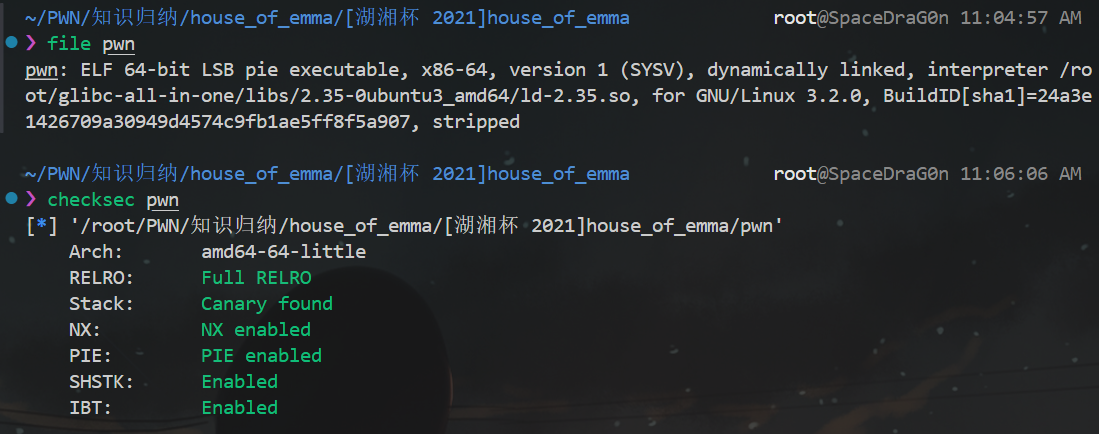 ~/PWN/知识归纳/house_of_emma/[湖湘杯 2021]house_of_emma root@SpaceDraG0n 11:04:57 AM
❯ file pwn
pwn: ELF 64-bit LSB pie executable, x86-64, version 1 (SYSV), dynamically linked, interpreter /ro
ot/glibc-all-in-one/libs/2.35-0ubuntu3_amd64/ld-2.35.so, for GNU/Linux 3.2.0, BuildID[sha1]=24a3e
1426709a30949d4574c9fb1ae5ff8f5a907, stripped
~/PWN/知识归纳/house_of_emma/[湖湘杯 2021]house_of_emma root@SpaceDraG0n 11:06:06 AM
❯ checksec pwn
[*] '/root/PWN/知识归纳/house_of_emma/[湖湘杯 2021]house_of_emma/pwn'
Arch: amd64-64-little
RELRO: Full RELRO
Stack: Canary found
NX: NX enabled
PIE: PIE enabled
SHSTK: Enabled
IBT: Enabled